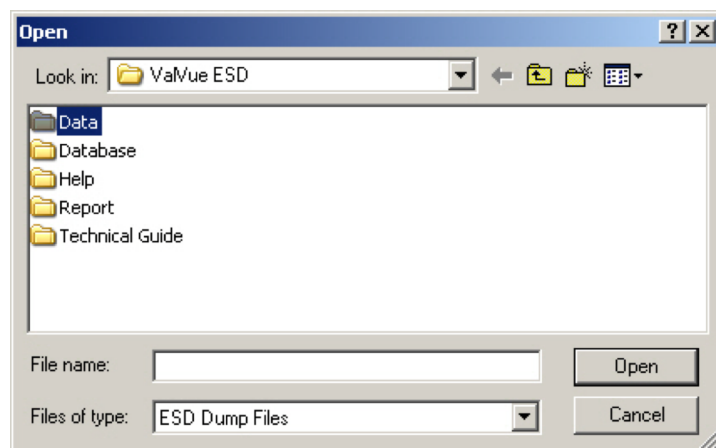 Open
Look in: ValVue ESD
Data
Database
Help
Report
Technical Guide
File name: Open
Files of type: ESD Dump Files Cancel